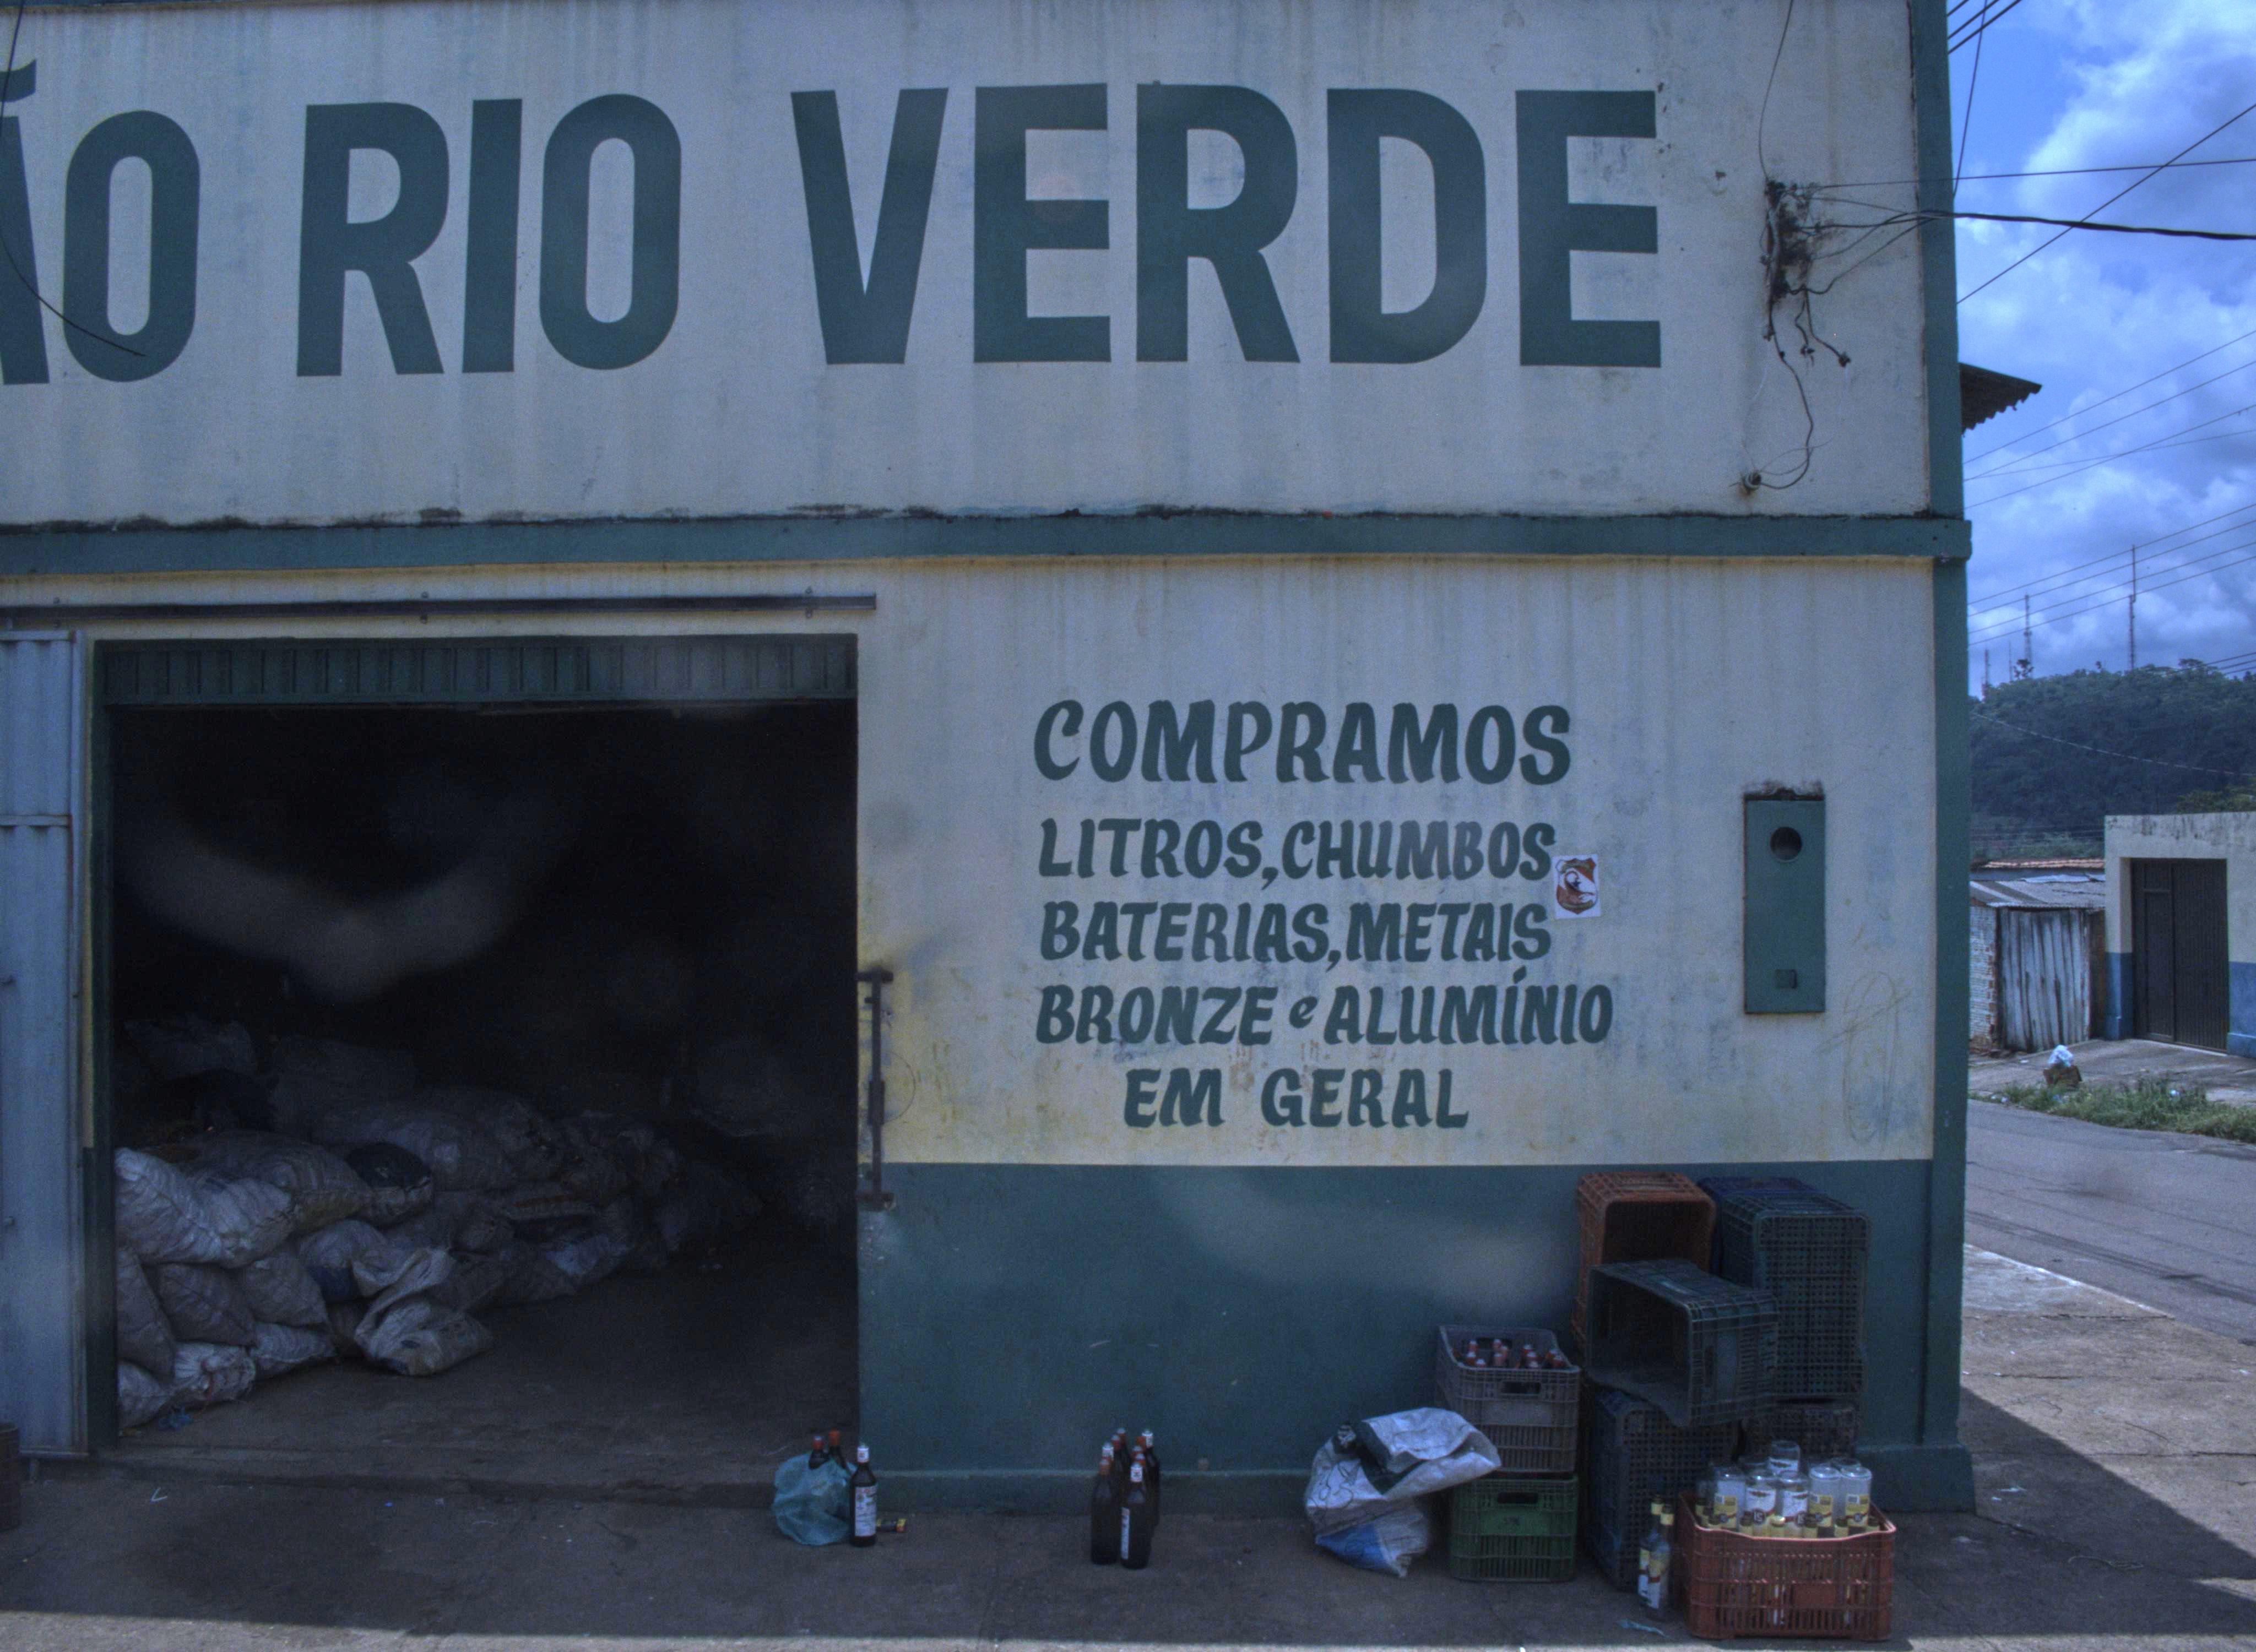 ÃO RIO VERDE
COMPRAMOS
LITROS, CHUMBOS
BATERIAS, METAIS
BRONZE e ALUMÍNIO
EM GERAL